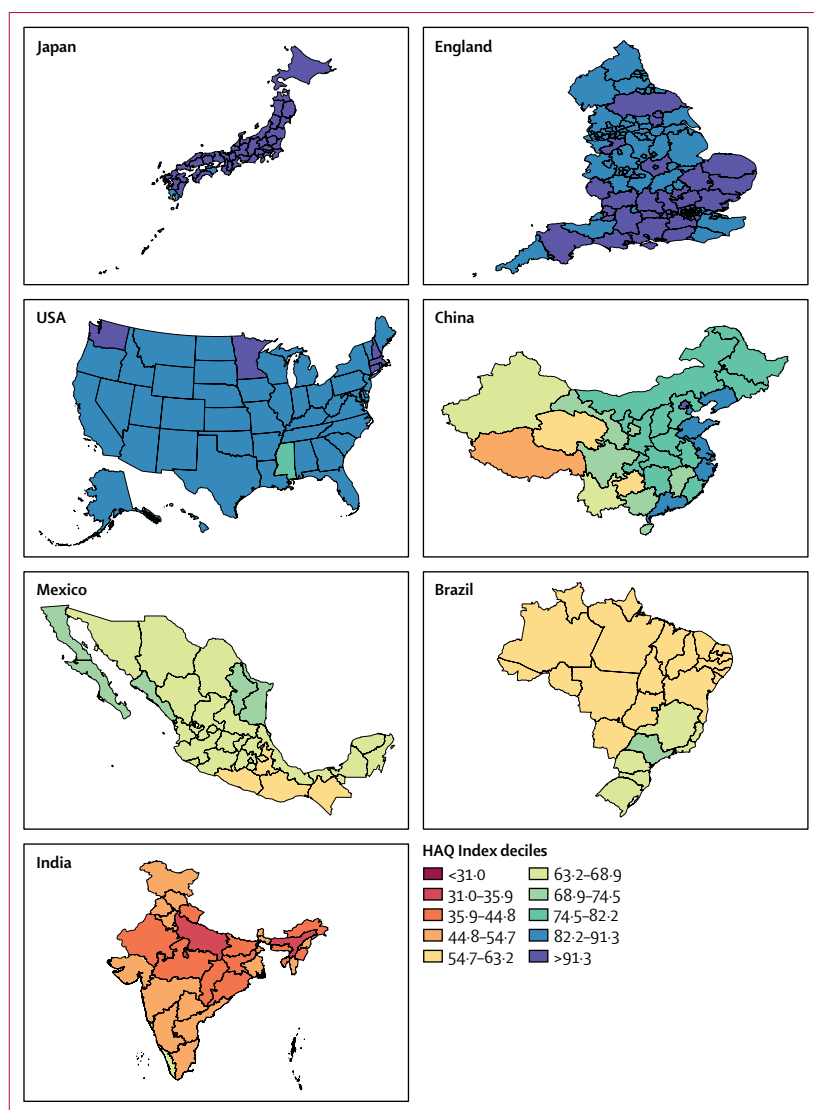 Japan
England
USA
China
Mexico
Brazil
India
HAQ Index deciles
<31·0
31·0–35·9
35·9–44·8
44·8–54·7
54·7–63·2
63·2–68·9
68·9–74·5
74·5–82·2
82·2–91·3
>91·3